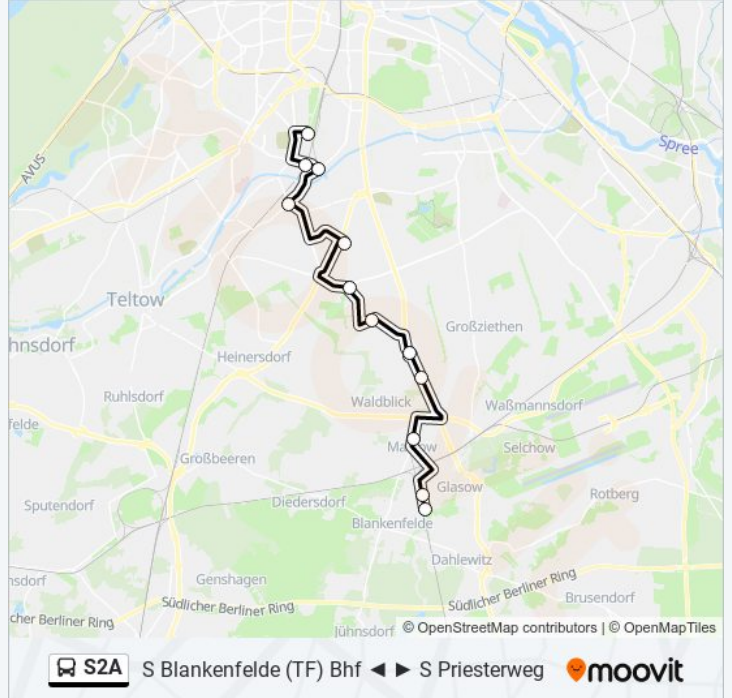 Spree
AVUS
Teltow
hnsdorf
Großziethen
Heinersdorf
Ruhlsdorf
Waldblick
Waßmannsdorf
felde
Selchow
Großbeeren
Glasow
Rotberg
Sputendorf
Diedersdorf
Blankenfelde
Dahlewitz
nsdorf
Genshagen
Südlicher Berliner Ring
Südlicher Berliner Ring
Brusendorf
cher Berliner Ring
Jühnsdorf
© OpenStreetMap contributors | © OpenMapTiles
S2A S Blankenfelde (TF) Bhf ◄ ► S Priesterweg moovit